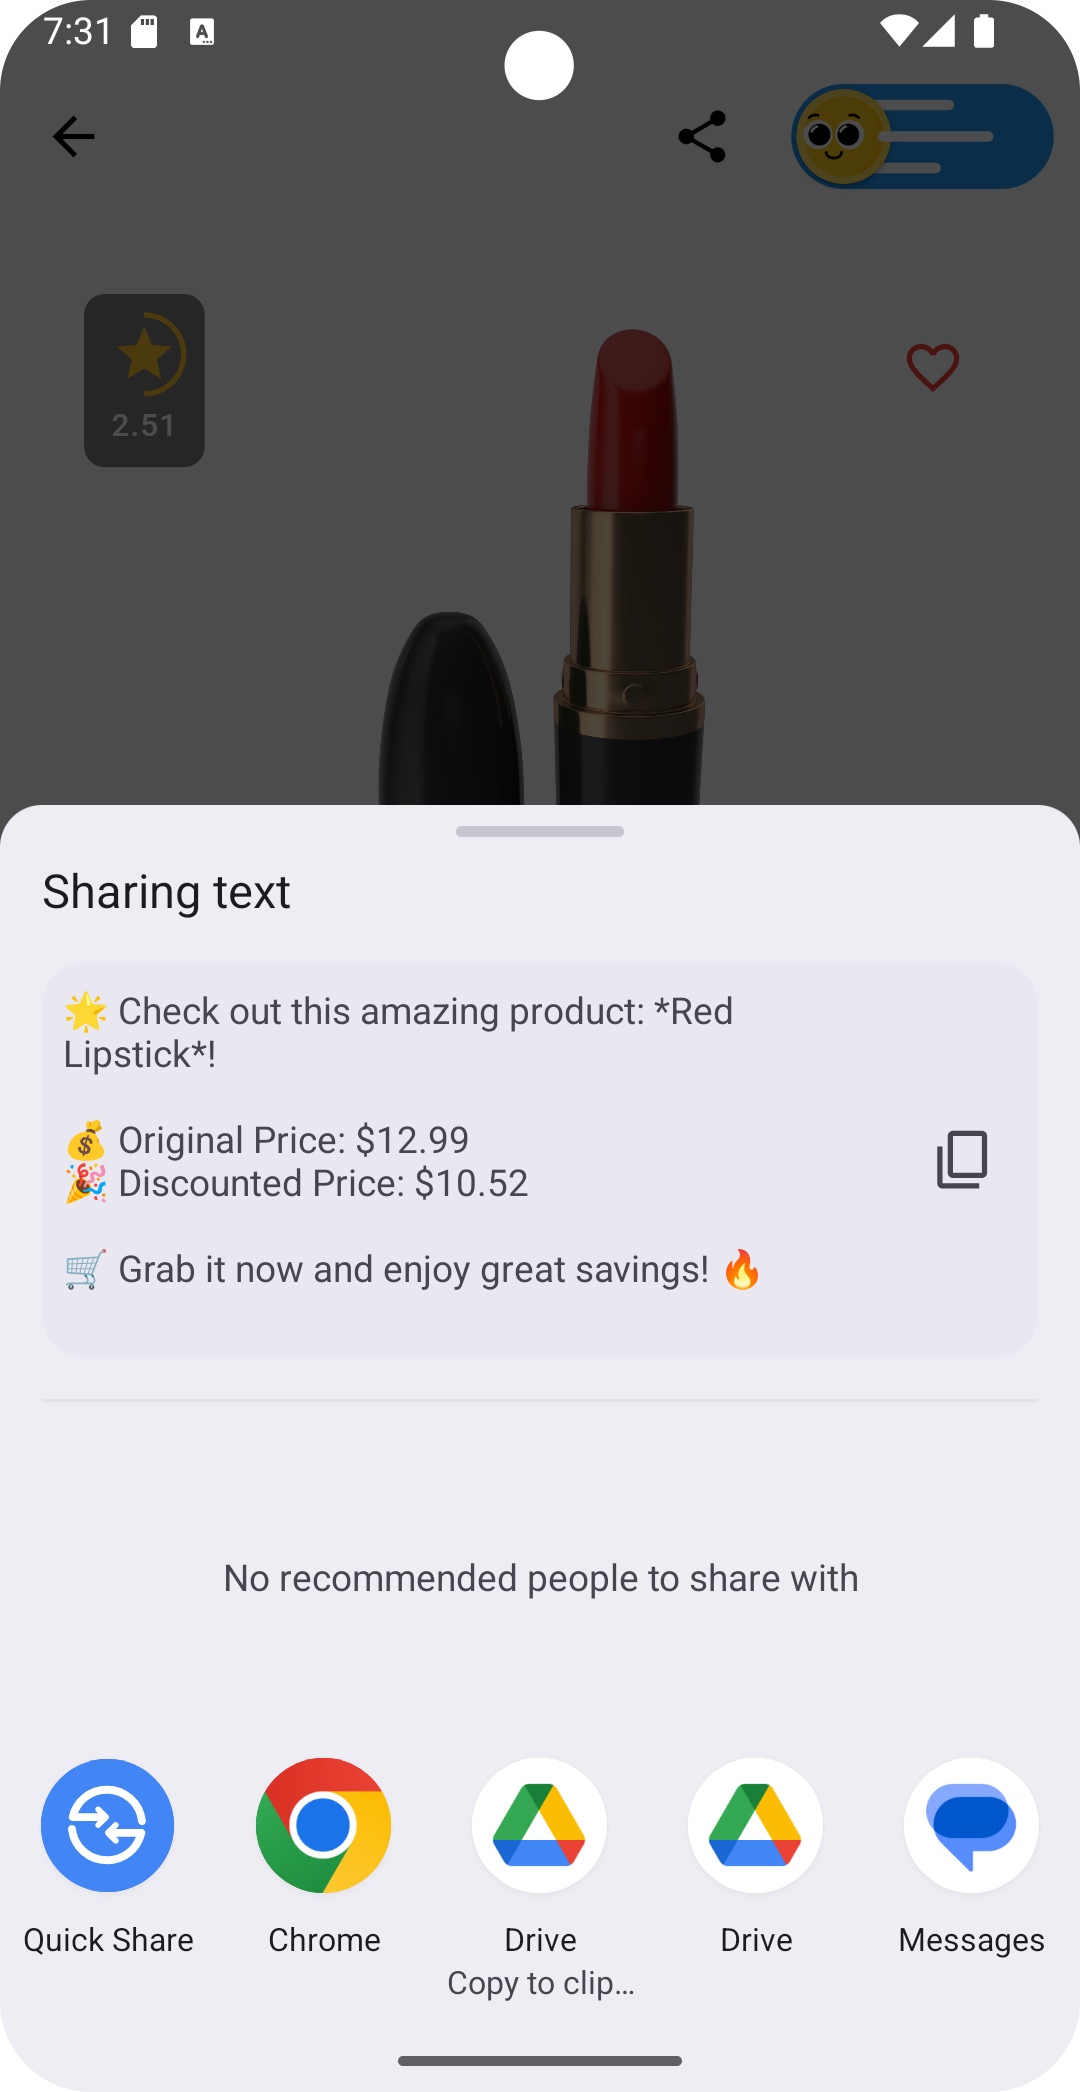 7:31
2.51
Sharing text
🌟 Check out this amazing product: *Red
Lipstick*!
💰 Original Price: $12.99
🎉 Discounted Price: $10.52
🛒 Grab it now and enjoy great savings! 🔥
No recommended people to share with
Quick Share
Chrome
Drive
Copy to clip...
Drive
Messages